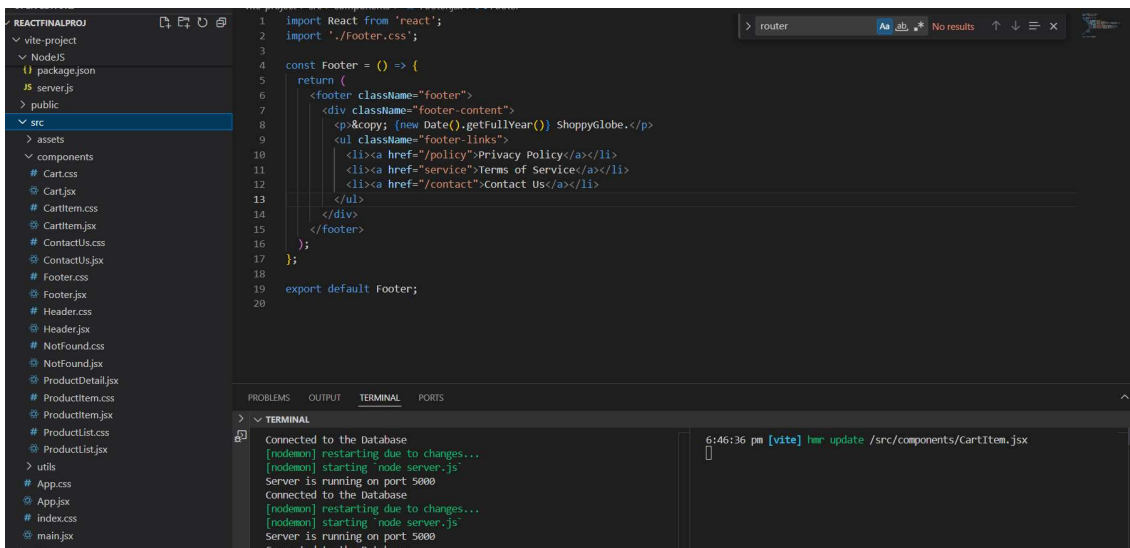 REACTFINALPROJ
vite-project
NodeJS
{} package.json
JS server.js
public
src
assets
components
# Cart.css
Cart.jsx
# CartItem.css
CartItem.jsx
# ContactUs.css
ContactUs.jsx
# Footer.css
Footer.jsx
# Header.css
Header.jsx
# NotFound.css
NotFound.jsx
ProductDetail.jsx
# ProductItem.css
ProductItem.jsx
# ProductList.css
ProductList.jsx
utils
# App.css
App.jsx
# index.css
main.jsx
1 import React from 'react';
2 import './Footer.css';
3
4 const Footer = () => {
5 return (
6 <footer className="footer">
7 <div className="footer-content">
8 <p>&copy; {new Date().getFullYear()} ShoppyGlobe.</p>
9 <ul className="footer-links">
10 <li><a href="/policy">Privacy Policy</a></li>
11 <li><a href="service">Terms of Service</a></li>
12 <li><a href="/contact">Contact Us</a></li>
13 </ul>
14 </div>
15 </footer>
16 );
17 };
18
19 export default Footer;
20
router Aa ab .* No results
PROBLEMS OUTPUT TERMINAL PORTS
TERMINAL
Connected to the Database
[nodemon] restarting due to changes...
[nodemon] starting `node server.js`
Server is running on port 5000
Connected to the Database
[nodemon] restarting due to changes...
[nodemon] starting `node server.js`
Server is running on port 5000
6:46:36 pm [vite] hmr update /src/components/CartItem.jsx